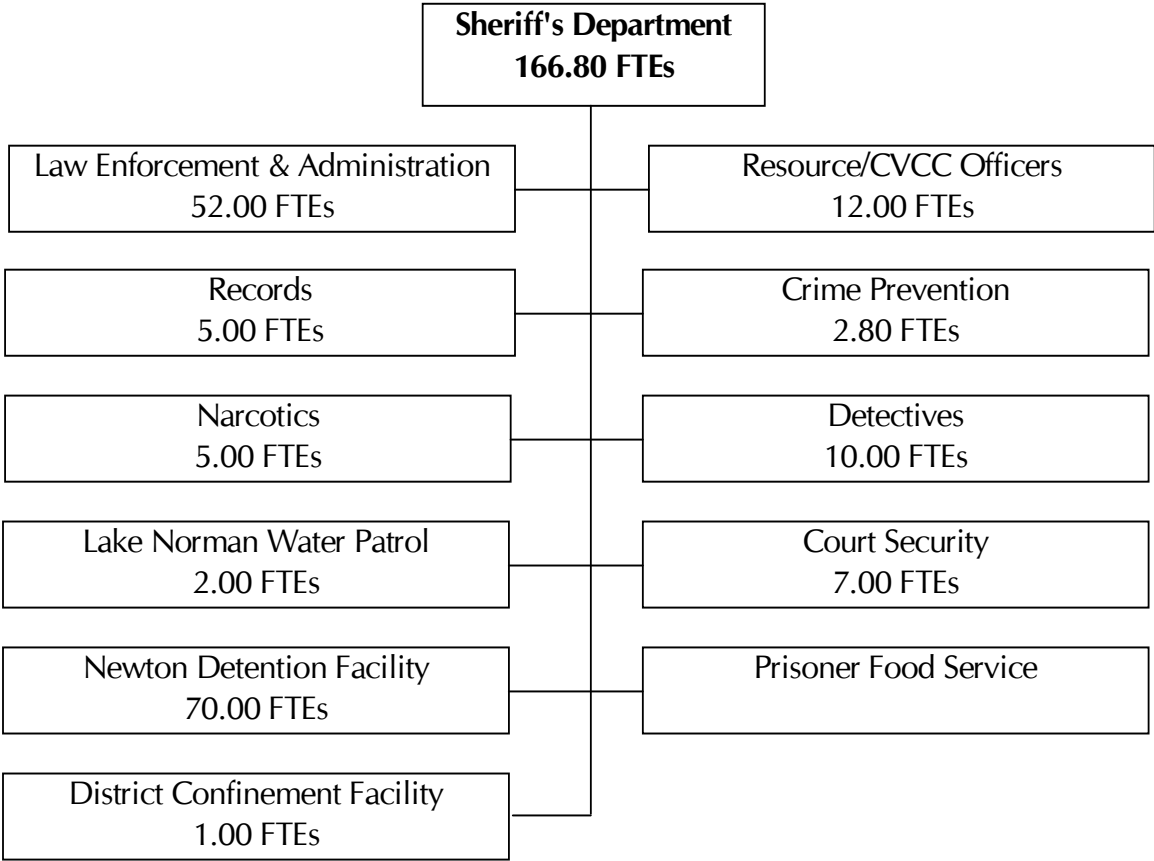 Sheriff's Department
166.80 FTEs
Law Enforcement & Administration
52.00 FTEs
Resource/CVCC Officers
12.00 FTEs
Records
5.00 FTEs
Crime Prevention
2.80 FTEs
Narcotics
5.00 FTEs
Detectives
10.00 FTEs
Lake Norman Water Patrol
2.00 FTEs
Court Security
7.00 FTEs
Newton Detention Facility
70.00 FTEs
Prisoner Food Service
District Confinement Facility
1.00 FTEs